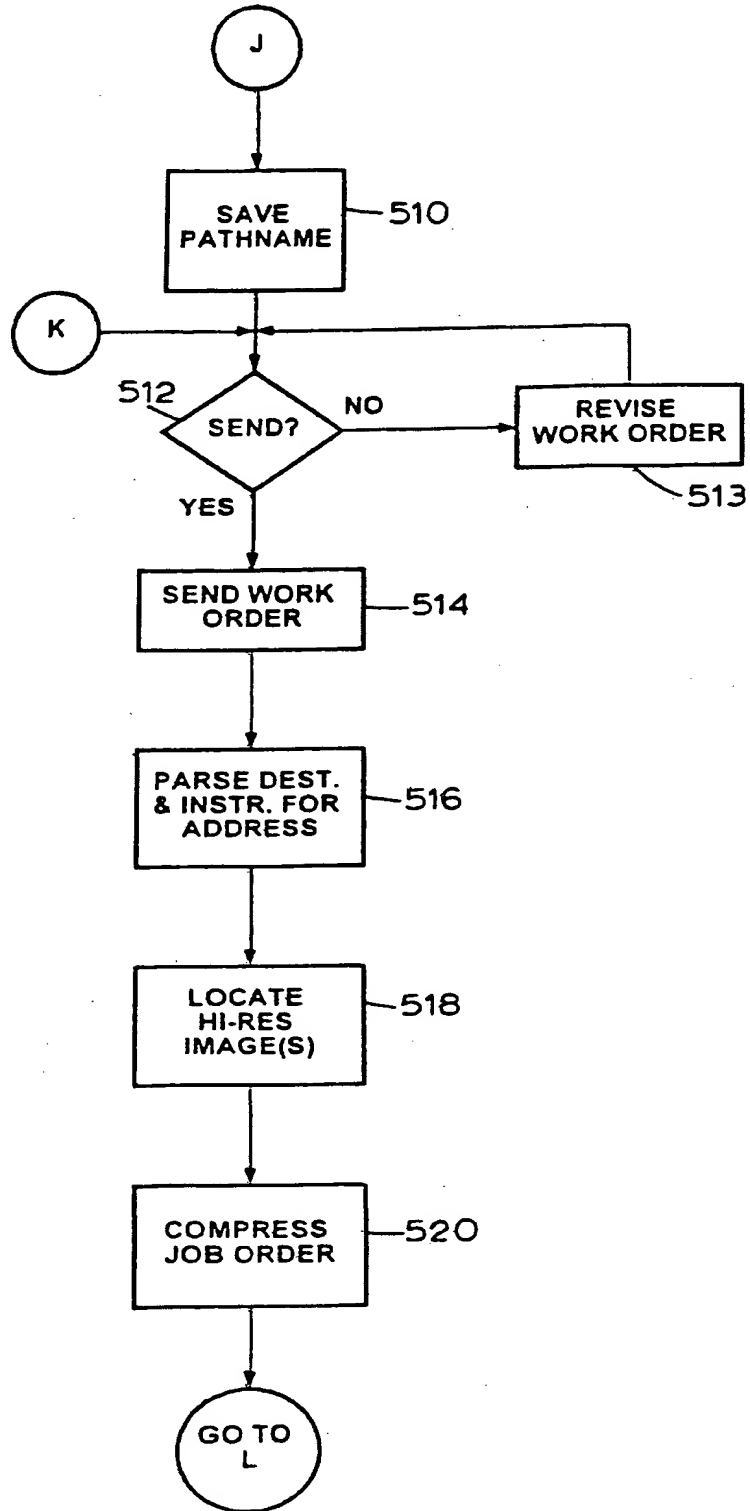 J
SAVE
PATHNAME
510
K
512
SEND?
NO
REVISE
WORK ORDER
513
YES
SEND WORK
ORDER
514
PARSE DEST.
& INSTR. FOR
ADDRESS
516
LOCATE
HI-RES
IMAGE(S)
518
COMPRESS
JOB ORDER
520
GO TO
L